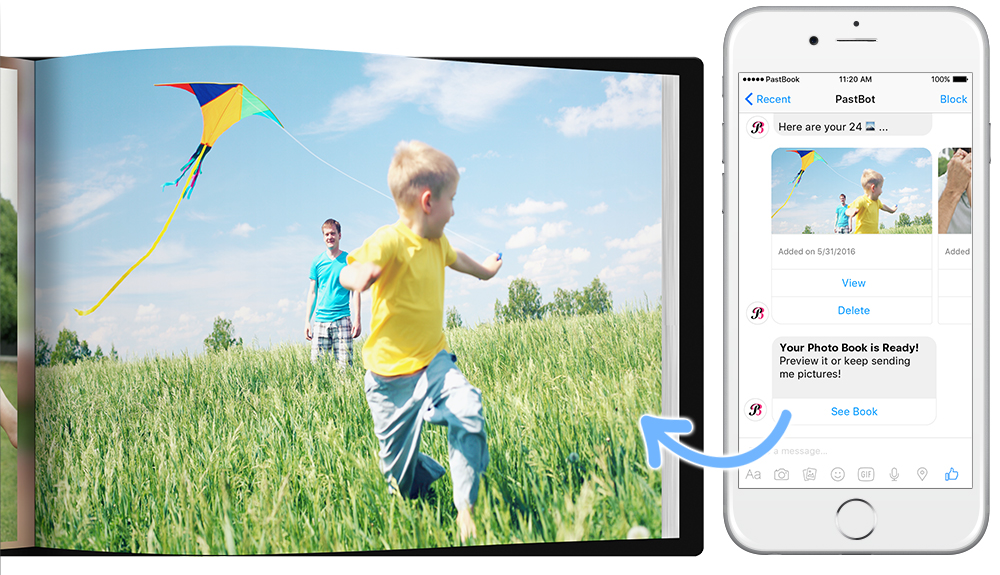 PastBook 11:20 AM 100%
Recent PastBot Block
Here are your 24 ...
Added on 5/31/2016 Added
View
Delete
Your Photo Book is Ready!
Preview it or keep sending
me pictures!
See Book
a message...
Aa GIF